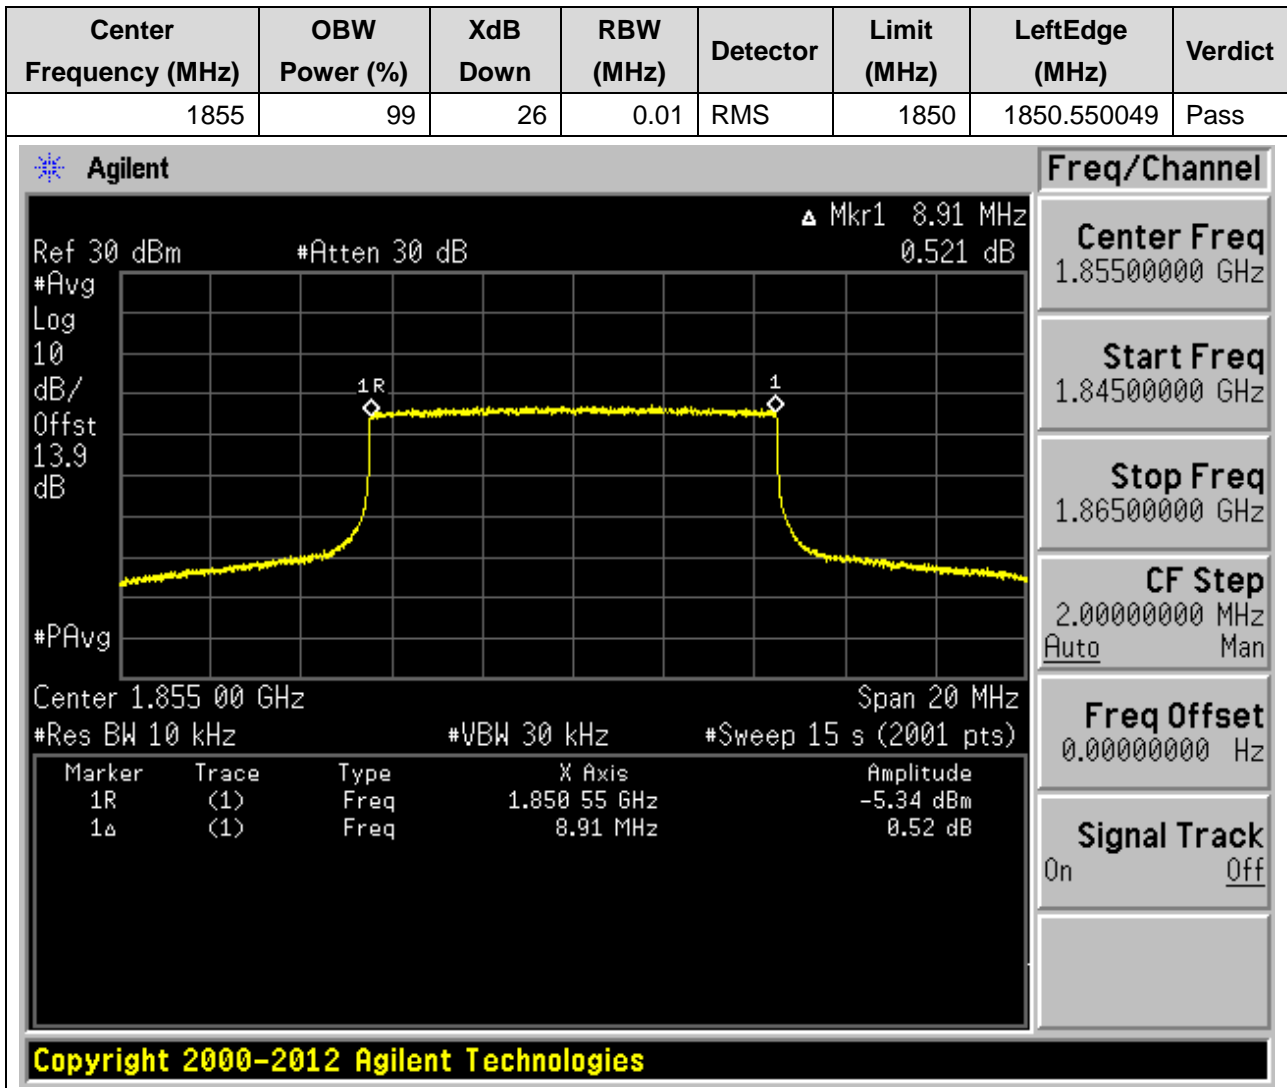 Center Frequency (MHz) OBW Power (%) XdB Down RBW (MHz) Detector Limit (MHz) LeftEdge (MHz) Verdict
1855 99 26 0.01 RMS 1850 1850.550049 Pass
Agilent
Freq/Channel
Δ Mkr1 8.91 MHz
Ref 30 dBm #Atten 30 dB 0.521 dB
#Avg
Log
10
dB/
Offst
13.9
dB
1R
1
#PAvg
Center 1.855 00 GHz Span 20 MHz
#Res BW 10 kHz #VBW 30 kHz #Sweep 15 s (2001 pts)
Marker Trace Type X Axis Amplitude
1R (1) Freq 1.850 55 GHz -5.34 dBm
1Δ (1) Freq 8.91 MHz 0.52 dB
Center Freq
1.85500000 GHz
Start Freq
1.84500000 GHz
Stop Freq
1.86500000 GHz
CF Step
2.00000000 MHz
Auto Man
Freq Offset
0.00000000 Hz
Signal Track
On Off
Copyright 2000-2012 Agilent Technologies